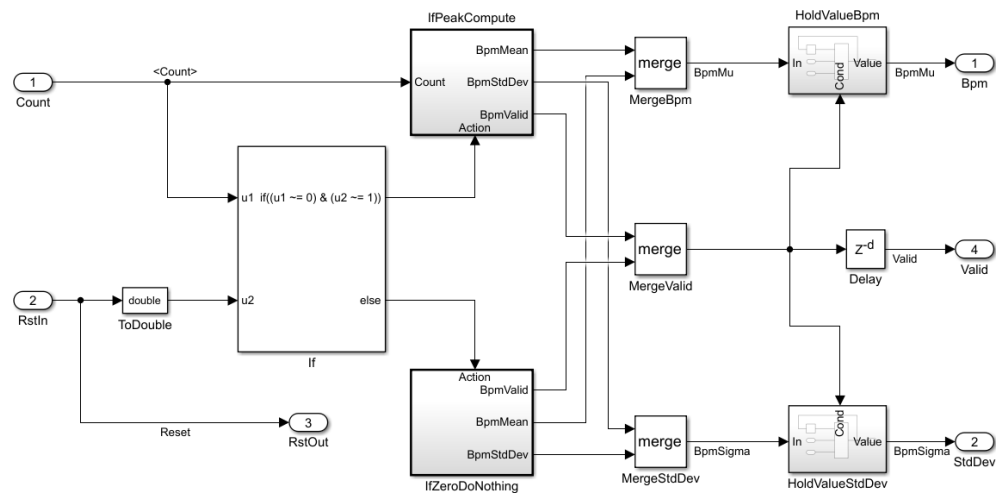 IfPeakCompute
HoldValueBpm
BpmMean
<Count>
1
Count
Count
BpmStdDev
merge
BpmMu
MergeBpm
In
Cond
Value
BpmMu
1
Bpm
BpmValid
Action
u1 if((u1 ~= 0) & (u2 ~= 1))
merge
MergeValid
Z-d
Valid
Delay
4
Valid
2
RstIn
double
ToDouble
u2
else
If
Action
BpmValid
Reset
3
RstOut
BpmMean
BpmStdDev
IfZeroDoNothing
merge
BpmSigma
MergeStdDev
In
Cond
Value
HoldValueStdDev
BpmSigma
2
StdDev